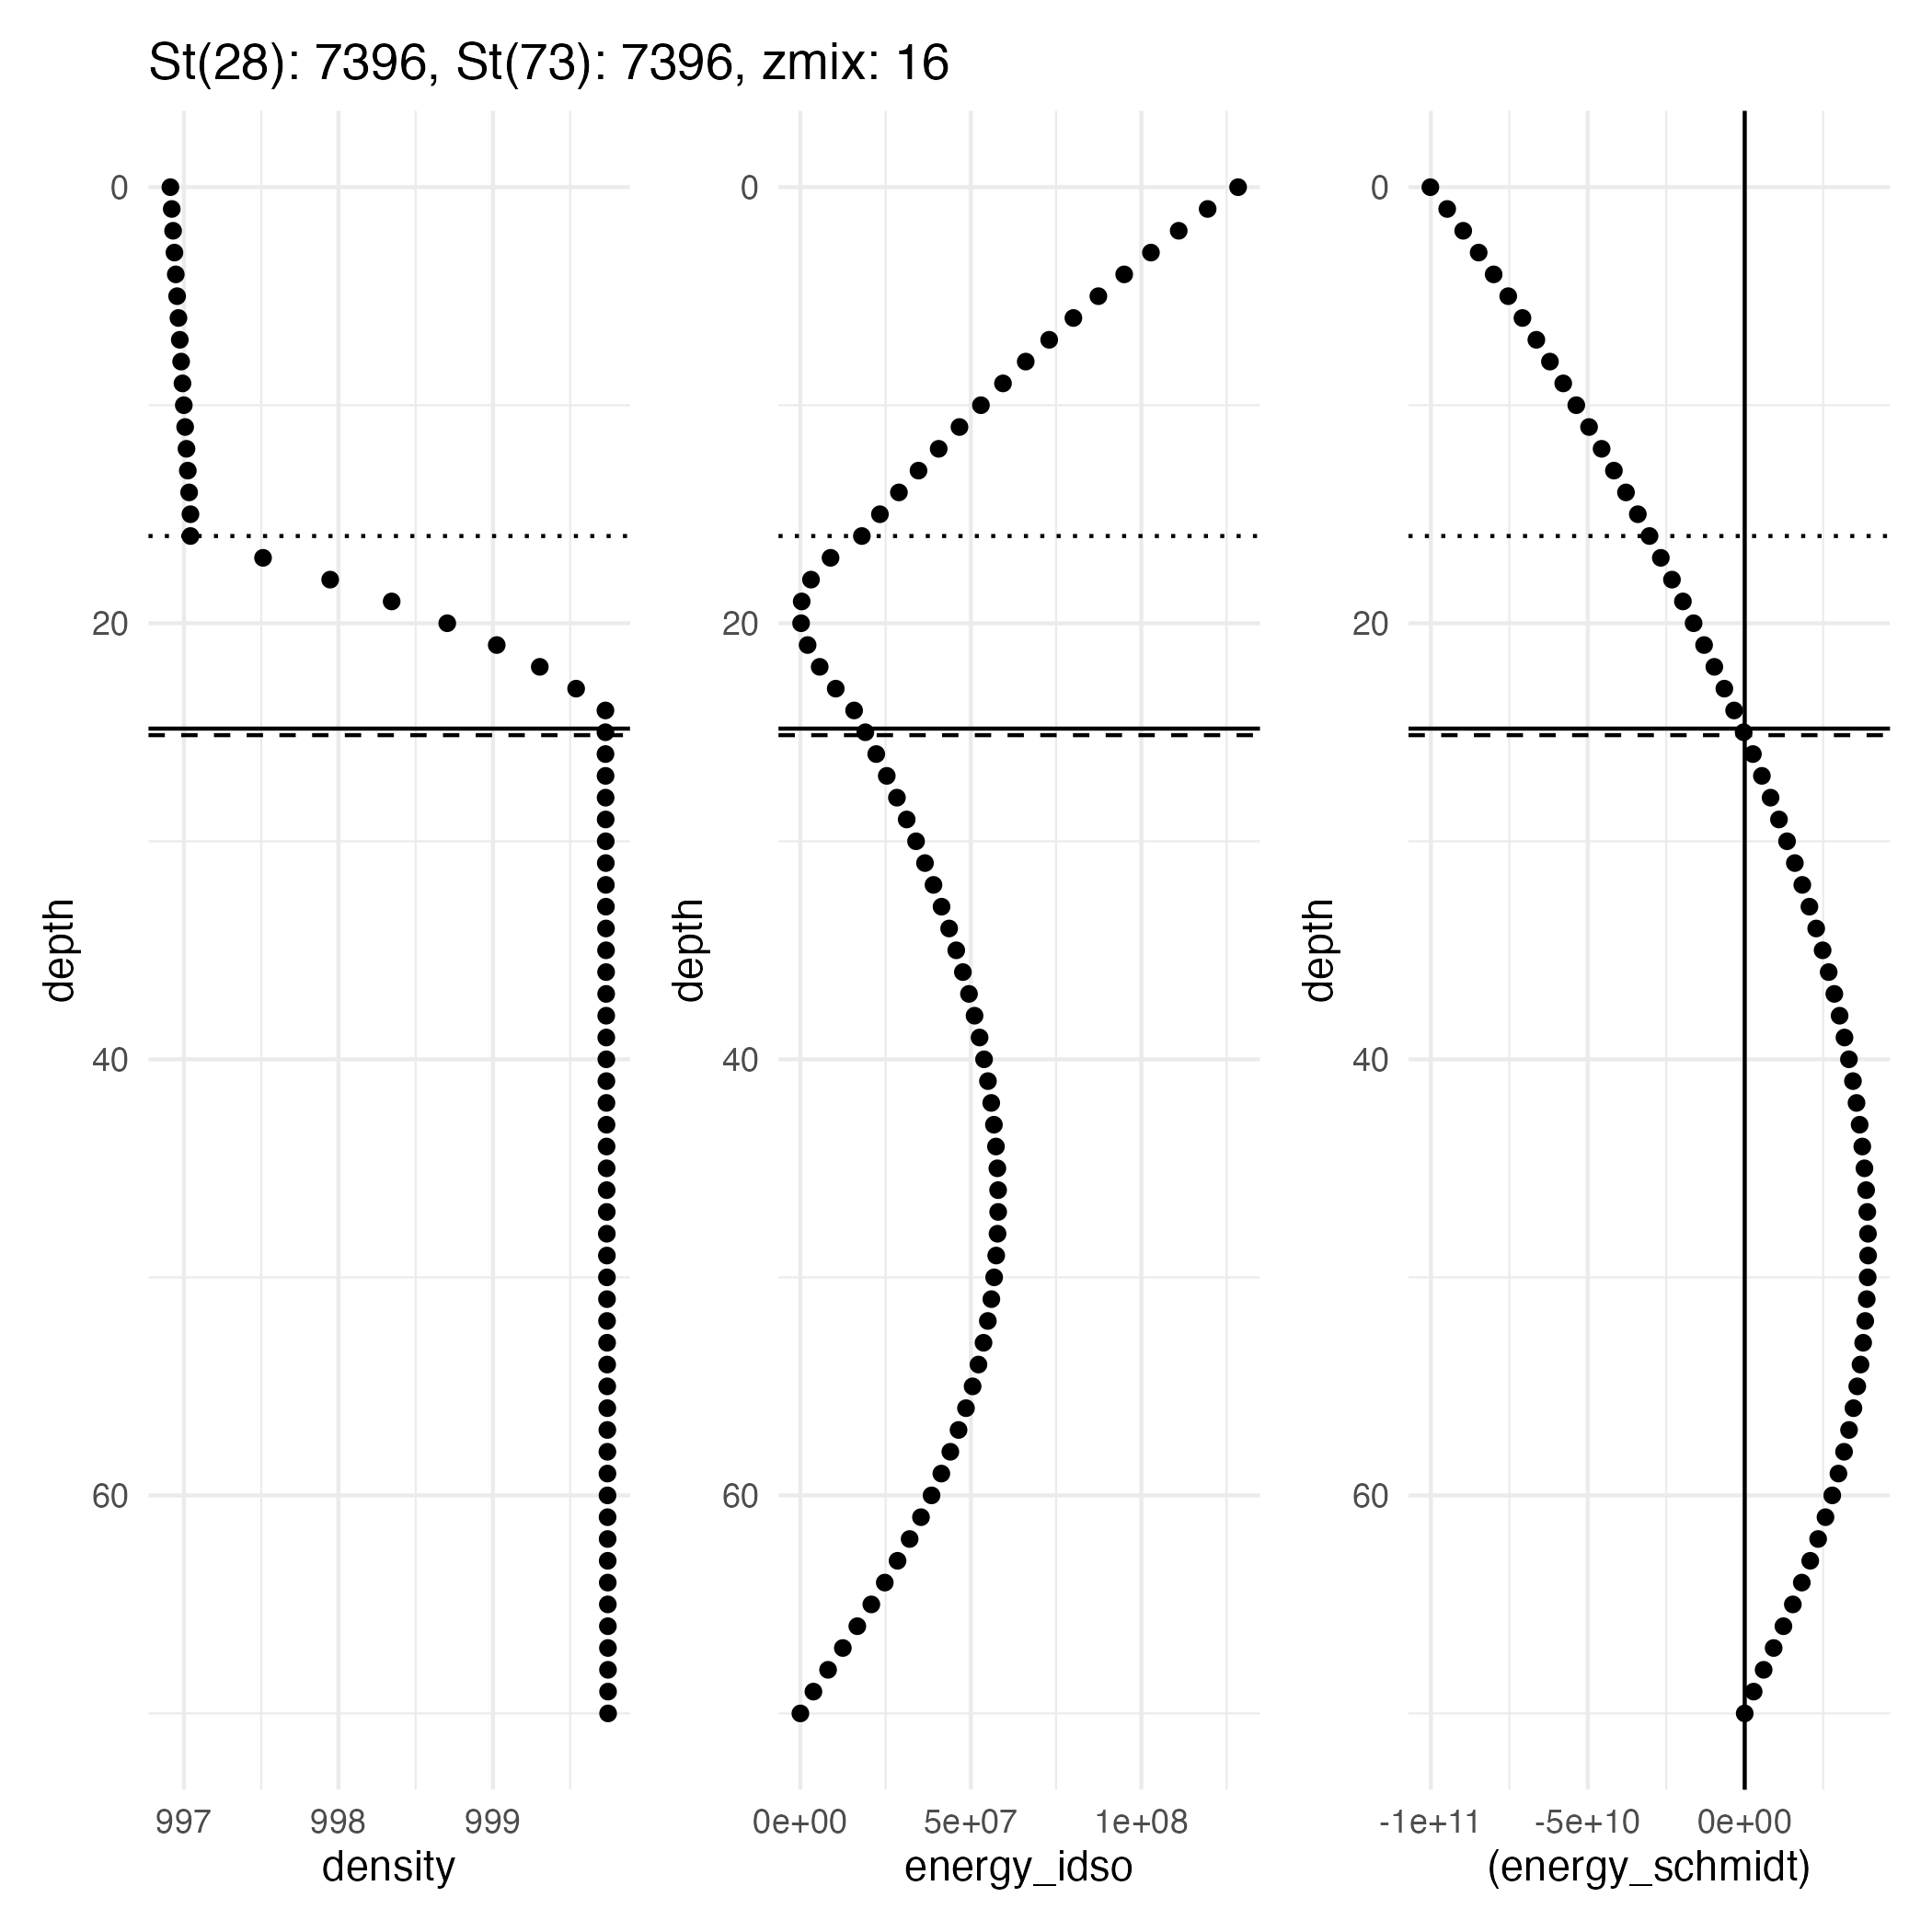 St(28): 7396, St(73): 7396, zmix: 16
0
20
40
60
depth
997 998 999
density
0
20
40
60
depth
0e+00 5e+07 1e+08
energy_idso
0
20
40
60
depth
-1e+11 -5e+10 0e+00
(energy_schmidt)